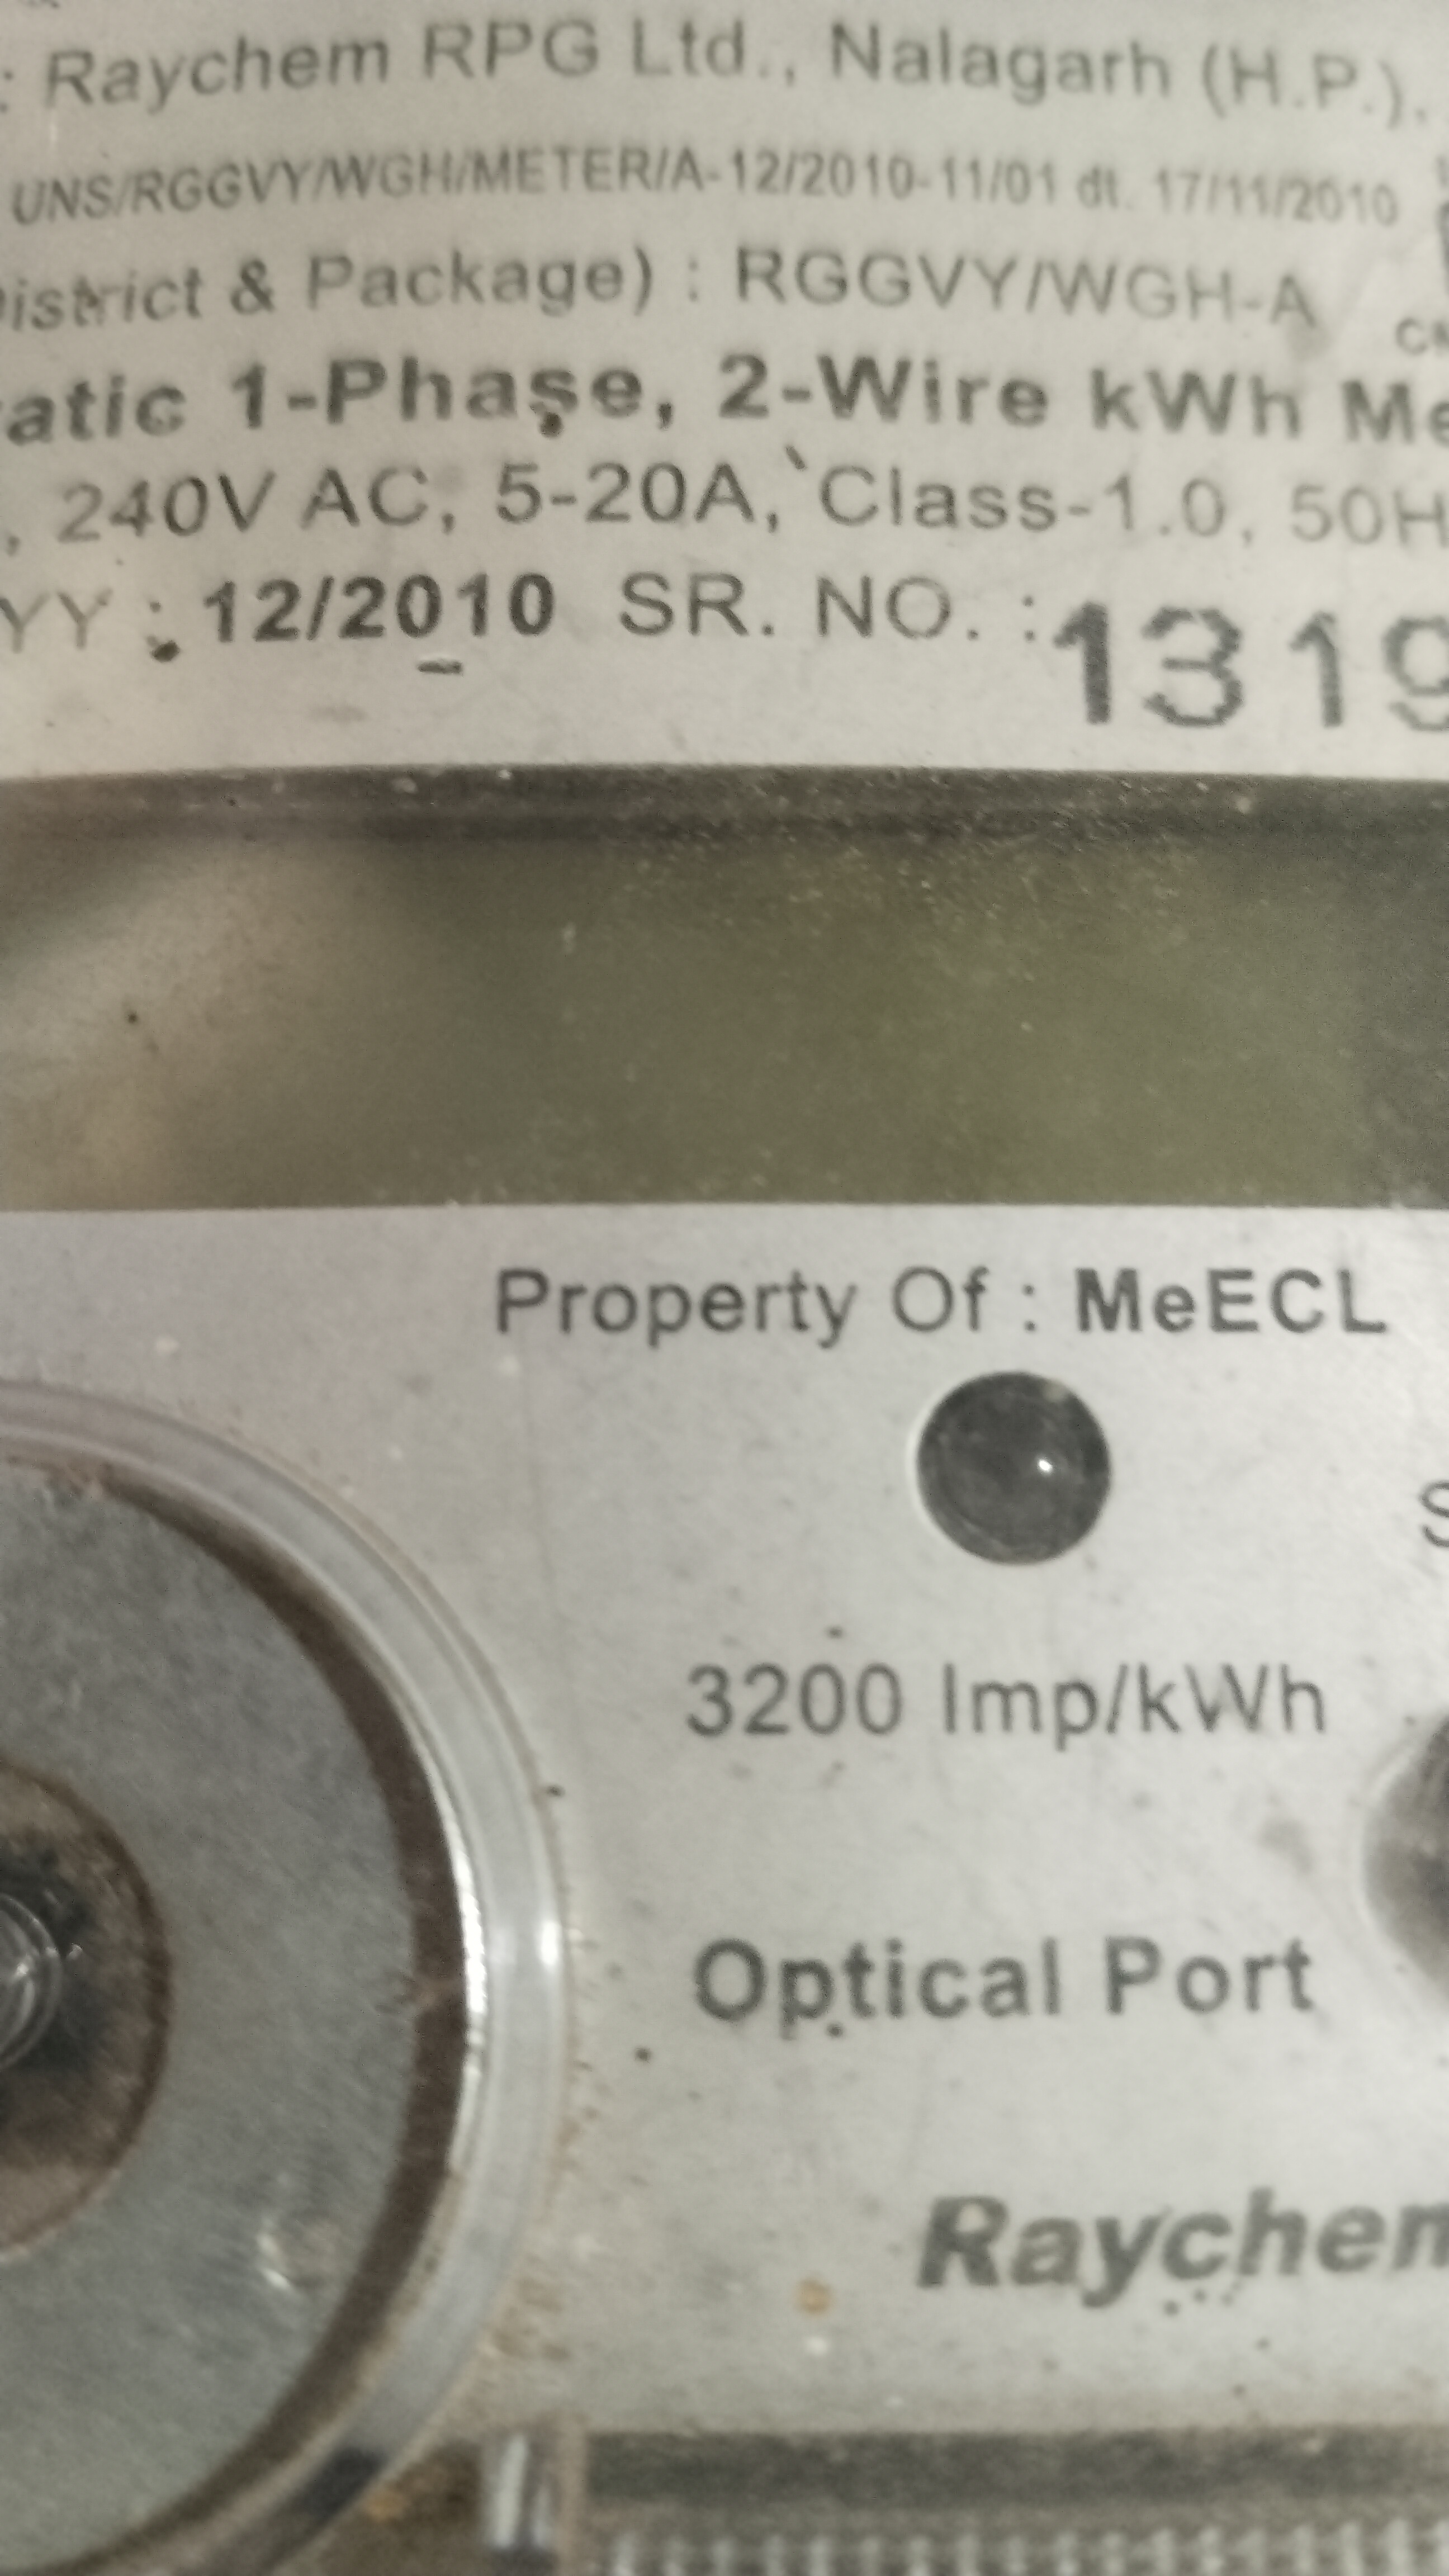 : Raychem RPG Ltd., Nalagarh (H.P.),
UNS/RGGVY/WGH/METER/A-12/2010-11/01 dt. 17/11/2010
istrict & Package) : RGGVY/WGH-A
atic 1-Phase, 2-Wire kWh Me
, 240V AC, 5-20A, Class-1.0, 50H
YY : 12/2010 SR. NO. : 1319
Property Of : MeECL
S
3200 Imp/kWh
Optical Port
Raychem